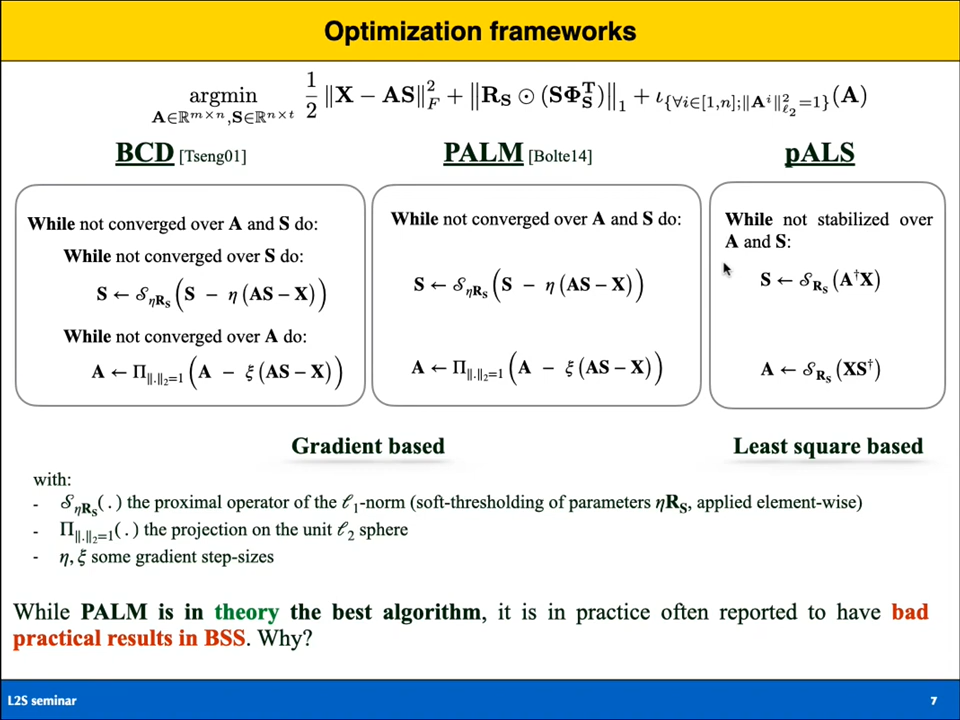 Optimization frameworks
argmin 1/2 ‖X − AS‖²_F + ‖R_S ⊙ (SΦ_S^T)‖_1 + ι_{∀i∈[1,n];‖A^i‖²_{ℓ2}=1}(A)
A∈ℝ^{m×n},S∈ℝ^{n×t}
BCD [Tseng01]
While not converged over A and S do:
While not converged over S do:
S ← 𝒮_{ηR_S}(S − η(AS − X))
While not converged over A do:
A ← Π_{‖.‖_2=1}(A − ξ(AS − X))
PALM [Bolte14]
While not converged over A and S do:
S ← 𝒮_{ηR_S}(S − η(AS − X))
A ← Π_{‖.‖_2=1}(A − ξ(AS − X))
pALS
While not stabilized over
A and S:
S ← 𝒮_{R_S}(A†X)
A ← 𝒮_{R_S}(XS†)
Gradient based
Least square based
with:
- 𝒮_{ηR_S}(.) the proximal operator of the ℓ_1-norm (soft-thresholding of parameters ηR_S, applied element-wise)
- Π_{‖.‖_2=1}(.) the projection on the unit ℓ_2 sphere
- η, ξ some gradient step-sizes
While PALM is in theory the best algorithm, it is in practice often reported to have bad
practical results in BSS. Why?
L2S seminar
7